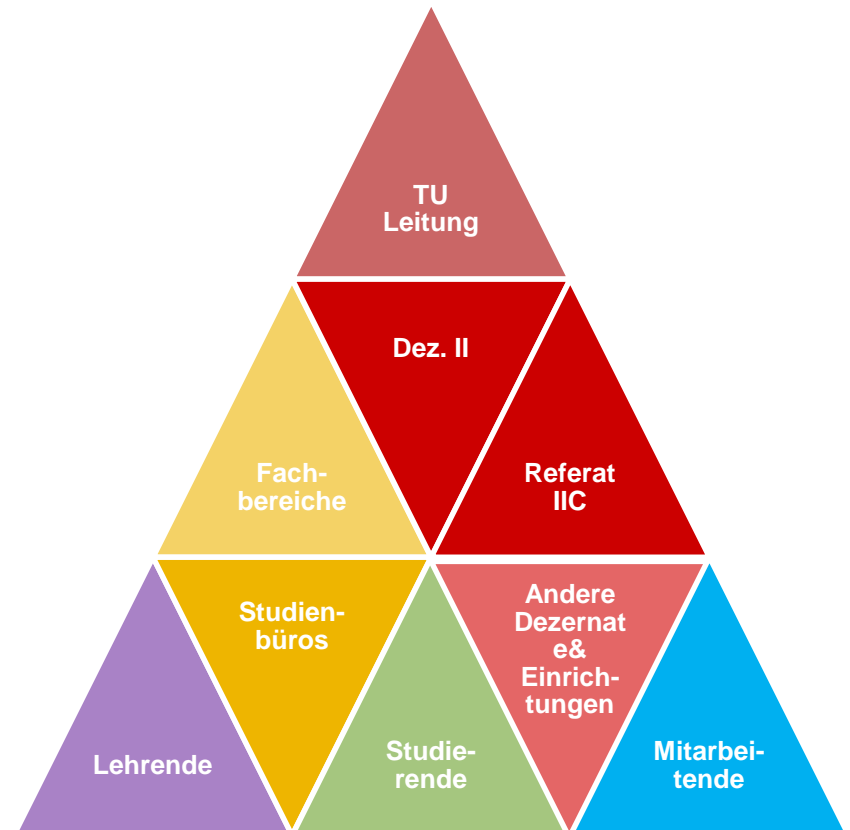 TU
Leitung
Dez. II
Fach-
bereiche
Referat
IIC
Studien-
büros
Andere
Dezernat
e&
Einrich-
tungen
Lehrende
Studie-
rende
Mitarbei-
tende